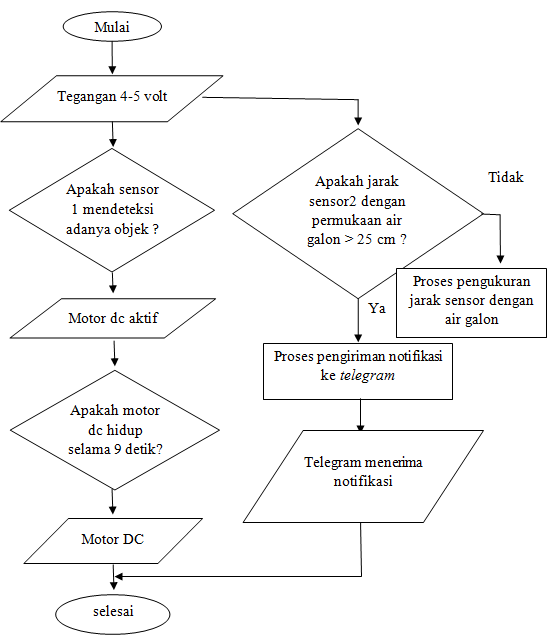 Mulai
Tegangan 4-5 volt
Apakah sensor
1 mendeteksi
adanya objek ?
Motor dc aktif
Apakah motor
dc hidup
selama 9 detik?
Motor DC
selesai
Apakah jarak
sensor2 dengan
permukaan air
galon > 25 cm ?
Tidak
Proses pengukuran
jarak sensor dengan
air galon
Ya
Proses pengiriman notifikasi
ke telegram
Telegram menerima
notifikasi